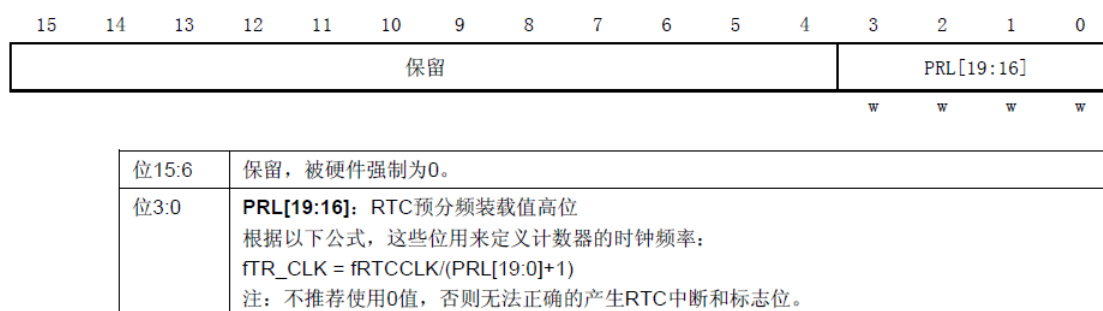 15 14 13 12 11 10 9 8 7 6 5 4 3 2 1 0
保留 PRL[19:16]
w w w w
位15:6 保留，被硬件强制为0。
位3:0 PRL[19:16]：RTC预分频装载值高位
根据以下公式，这些位用来定义计数器的时钟频率：
fTR_CLK = fRTCCLK/(PRL[19:0]+1)
注：不推荐使用0值，否则无法正确的产生RTC中断和标志位。